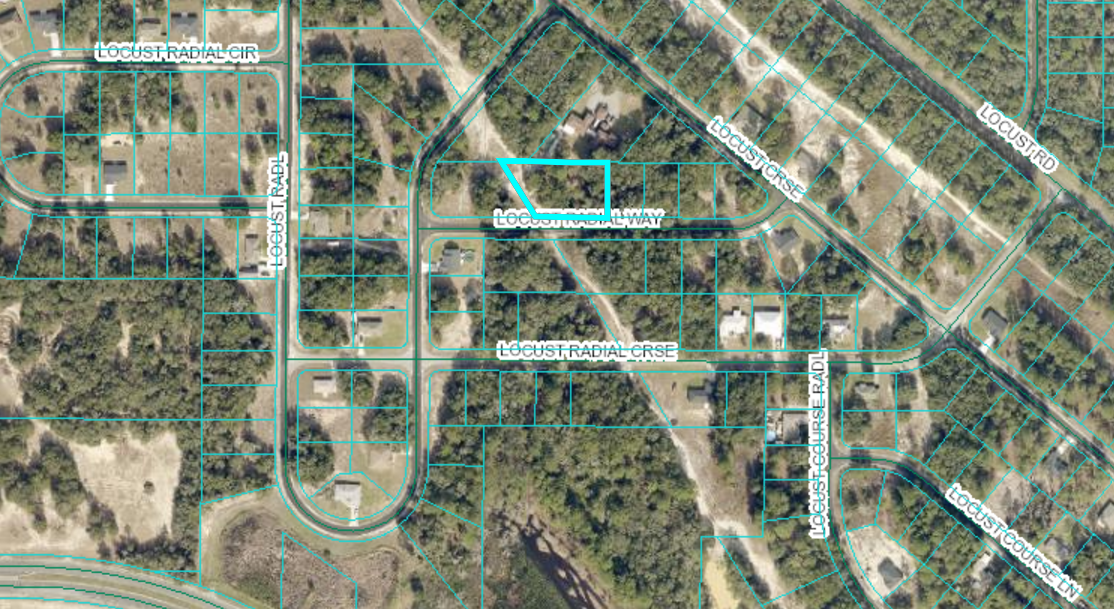 LOCUST RADIAL CIR
LOCUST RD
LOCUST CRSE
LOCUST RADL
LOCUST RADIAL WAY
LOCUST RADIAL CRSE
LOCUST COURSE RADL
LOCUST COURSE LN